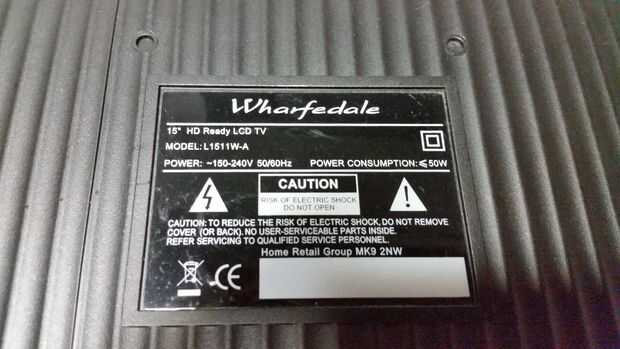 Wharfedale
15" HD Ready LCD TV
MODEL: L1511W-A
POWER: ~150-240V 50/60Hz POWER CONSUMPTION: ≤50W
CAUTION
RISK OF ELECTRIC SHOCK
DO NOT OPEN
CAUTION: TO REDUCE THE RISK OF ELECTRIC SHOCK, DO NOT REMOVE
COVER (OR BACK). NO USER-SERVICEABLE PARTS INSIDE.
REFER SERVICING TO QUALIFIED SERVICE PERSONNEL.
Home Retail Group MK9 2NW
CE